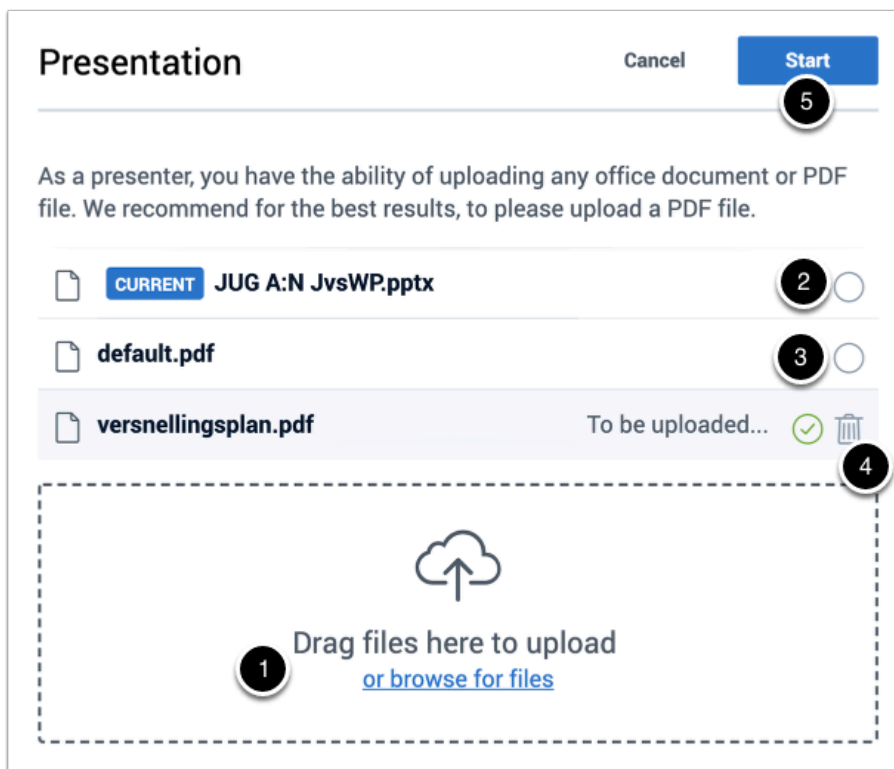 Presentation
Cancel
Start
5
As a presenter, you have the ability of uploading any office document or PDF
file. We recommend for the best results, to please upload a PDF file.
CURRENT JUG A:N JvsWP.pptx
2
default.pdf
3
versnellingsplan.pdf To be uploaded...
4
Drag files here to upload
1
or browse for files